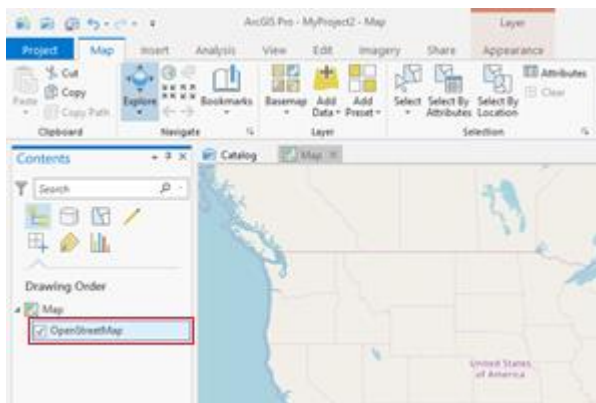 ArcGIS Pro - MyProject2 - Map Layer
Project Map Insert Analysis View Edit Imagery Share Appearance
Paste Cut Explore Bookmarks Basemap Add Data Add Preset Select Select By Attributes Select By Location Attributes
Copy Clear
Copy Path
Clipboard Navigate Layer Selection
Contents Catalog Map
Search
Drawing Order
Map
OpenStreetMap
United States
of America